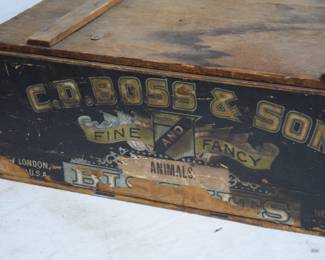 C.D. BOSS & SON
FINE AND FANCY
ANIMALS
LONDON,
U.S.A.